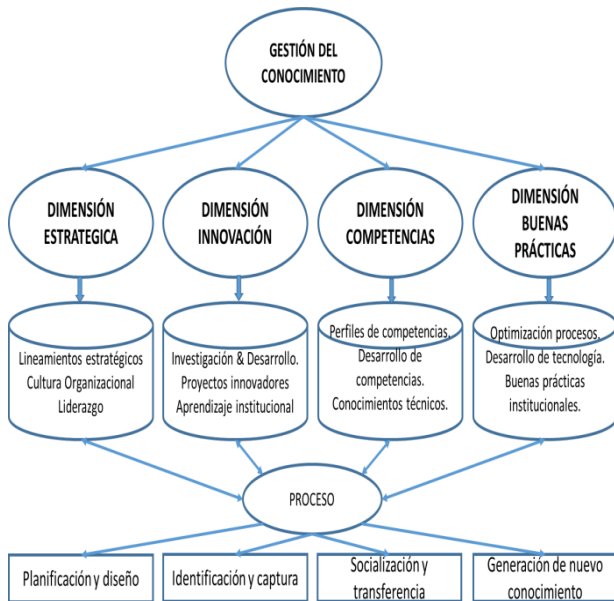 GESTIÓN DEL
CONOCIMIENTO
DIMENSIÓN
ESTRATEGICA
DIMENSIÓN
INNOVACIÓN
DIMENSIÓN
COMPETENCIAS
DIMENSIÓN
BUENAS
PRÁCTICAS
Lineamientos estratégicos
Cultura Organizacional
Liderazgo
Investigación & Desarrollo.
Proyectos innovadores
Aprendizaje institucional
Perfiles de competencias.
Desarrollo de
competencias.
Conocimientos técnicos.
Optimización procesos.
Desarrollo de tecnología.
Buenas prácticas
institucionales.
PROCESO
Planificación y diseño
Identificación y captura
Socialización y
transferencia
Generación de nuevo
conocimiento